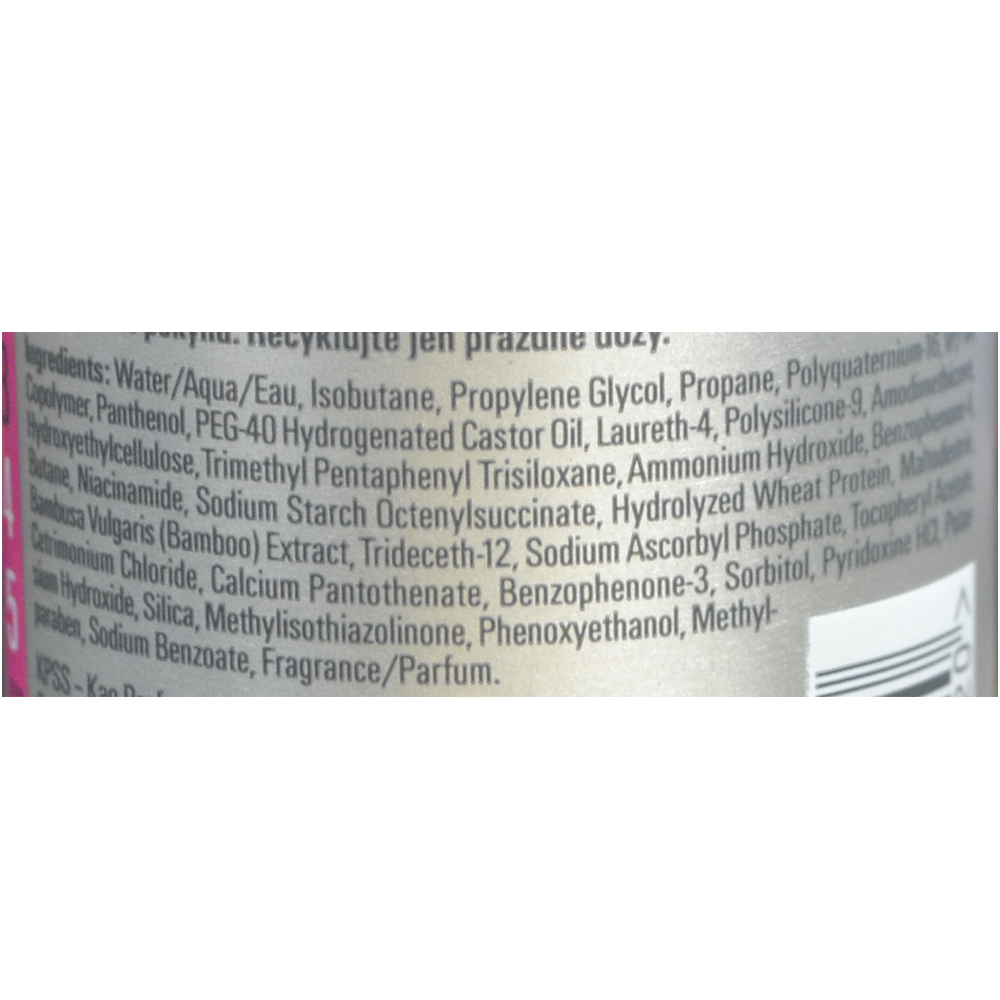 Recyklujte jen prázdné dózy.
Ingredients: Water/Aqua/Eau, Isobutane, Propylene Glycol, Propane, Polyquaternium-16,
Copolymer, Panthenol, PEG-40 Hydrogenated Castor Oil, Laureth-4, Polysilicone-9, Amodimethicone,
Hydroxyethylcellulose, Trimethyl Pentaphenyl Trisiloxane, Ammonium Hydroxide, Benzophenone-4,
Butane, Niacinamide, Sodium Starch Octenylsuccinate, Hydrolyzed Wheat Protein, Maltodextrin,
Bambusa Vulgaris (Bamboo) Extract, Trideceth-12, Sodium Ascorbyl Phosphate, Tocopheryl Acetate,
Cetrimonium Chloride, Calcium Pantothenate, Benzophenone-3, Sorbitol, Pyridoxine HCl, Potas-
sium Hydroxide, Silica, Methylisothiazolinone, Phenoxyethanol, Methyl-
paraben, Sodium Benzoate, Fragrance/Parfum.
KPSS - Kao